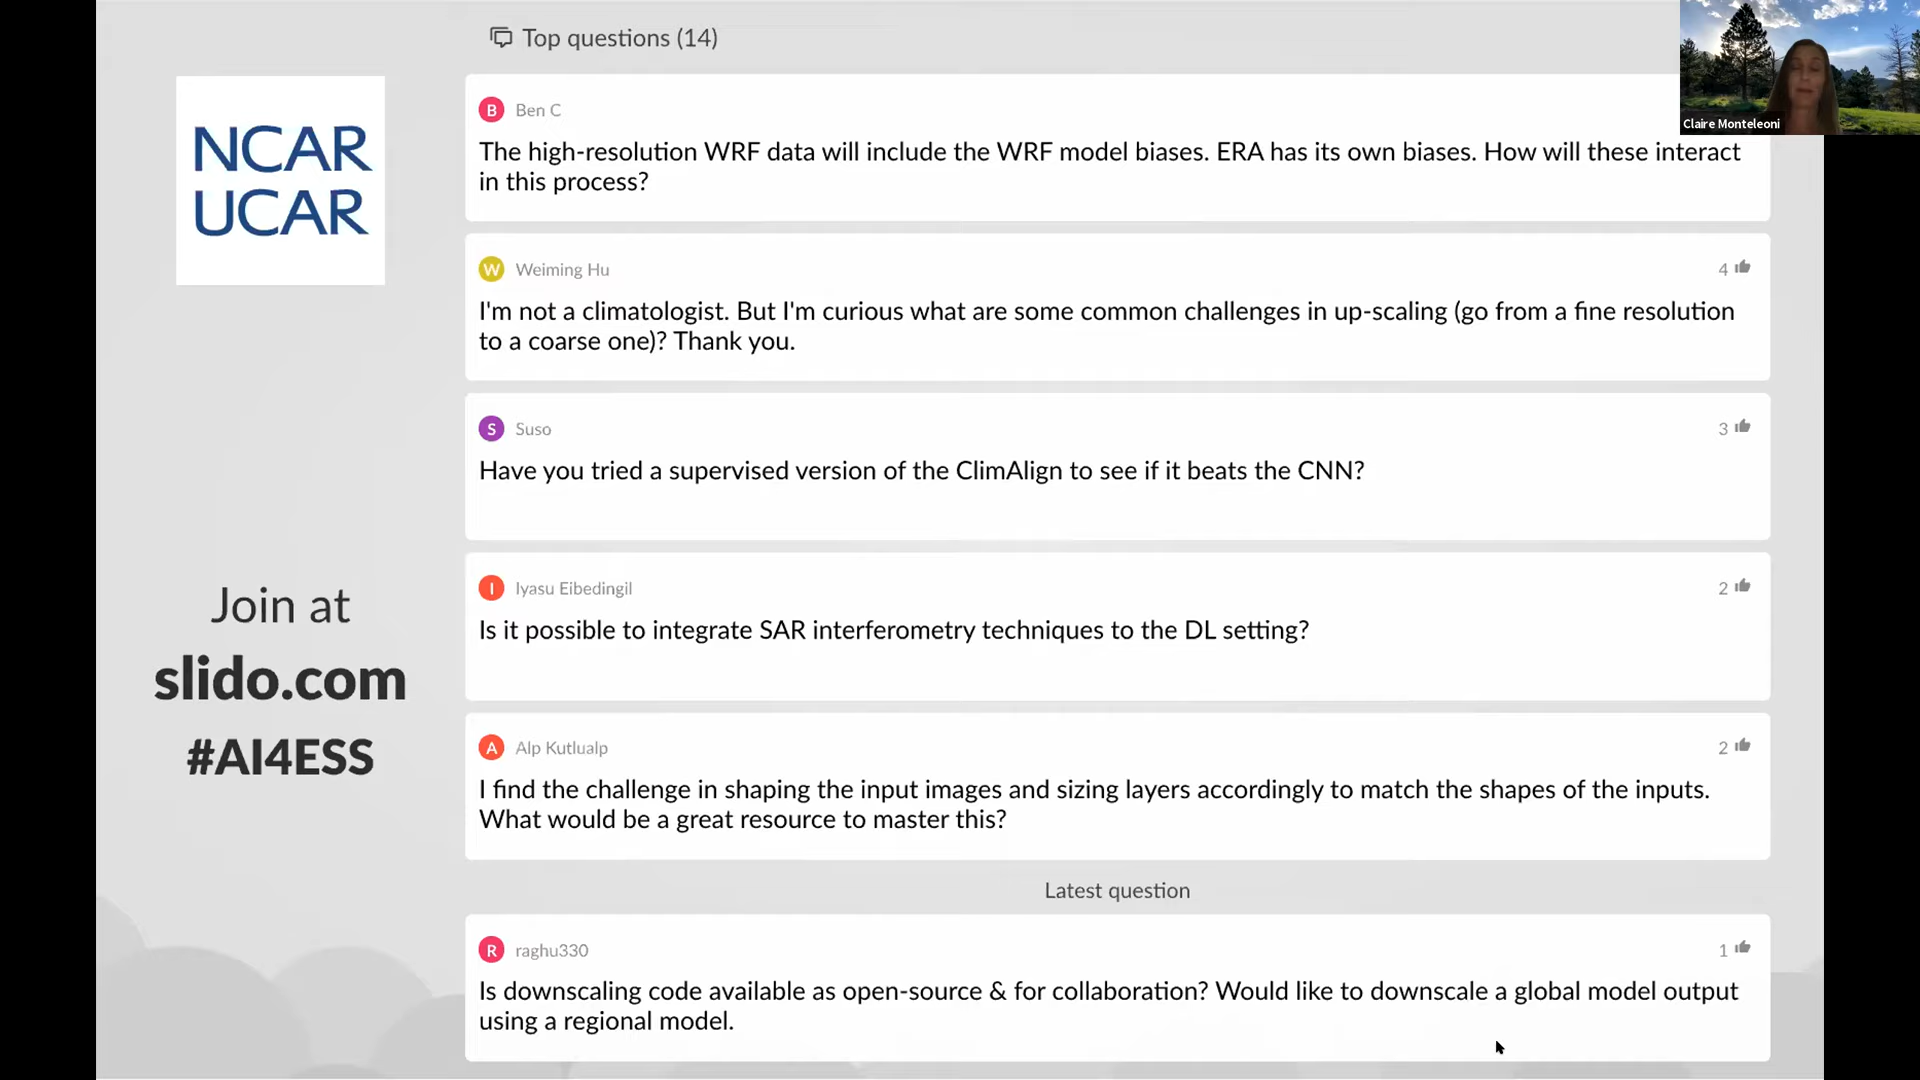 Top questions (14)
Claire Monteleoni
NCAR
UCAR
Join at
slido.com
#AI4ESS
B Ben C
The high-resolution WRF data will include the WRF model biases. ERA has its own biases. How will these interact
in this process?
W Weiming Hu 4
I'm not a climatologist. But I'm curious what are some common challenges in up-scaling (go from a fine resolution
to a coarse one)? Thank you.
S Suso 3
Have you tried a supervised version of the ClimAlign to see if it beats the CNN?
I Iyasu Eibedingil 2
Is it possible to integrate SAR interferometry techniques to the DL setting?
A Alp Kutlualp 2
I find the challenge in shaping the input images and sizing layers accordingly to match the shapes of the inputs.
What would be a great resource to master this?
Latest question
R raghu330 1
Is downscaling code available as open-source & for collaboration? Would like to downscale a global model output
using a regional model.